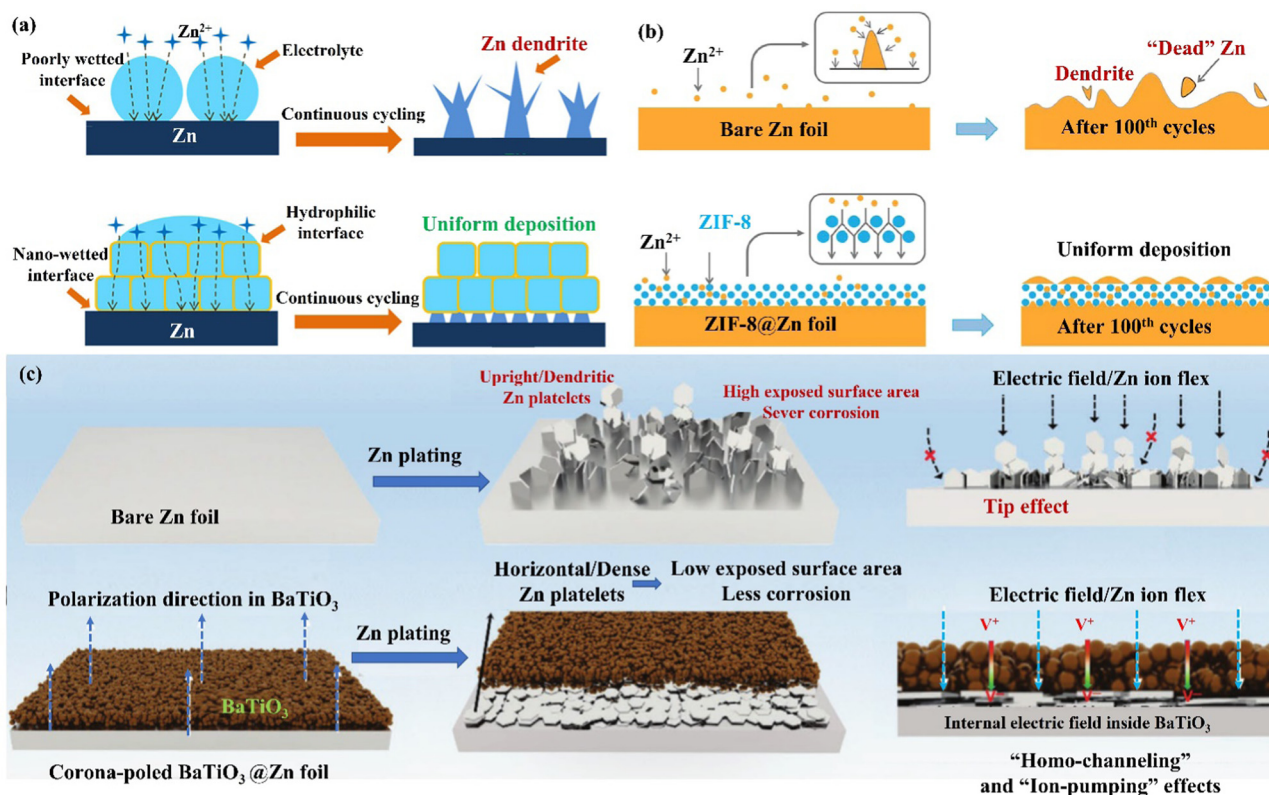 (a)
Zn2+
Poorly wetted
interface
Electrolyte
Zn
Continuous cycling
Zn dendrite
Nano-wetted
interface
Hydrophilic
interface
Zn
Continuous cycling
Uniform deposition
(b)
Zn2+
Bare Zn foil
Dendrite
“Dead” Zn
After 100th cycles
Zn2+
ZIF-8
ZIF-8@Zn foil
Uniform deposition
After 100th cycles
(c)
Bare Zn foil
Zn plating
Upright/Dendritic
Zn platelets
High exposed surface area
Sever corrosion
Electric field/Zn ion flex
Tip effect
Polarization direction in BaTiO3
BaTiO3
Corona-poled BaTiO3@Zn foil
Zn plating
Horizontal/Dense
Zn platelets
Low exposed surface area
Less corrosion
Electric field/Zn ion flex
V+ V+ V+
V− V− V−
Internal electric field inside BaTiO3
“Homo-channeling”
and “Ion-pumping” effects